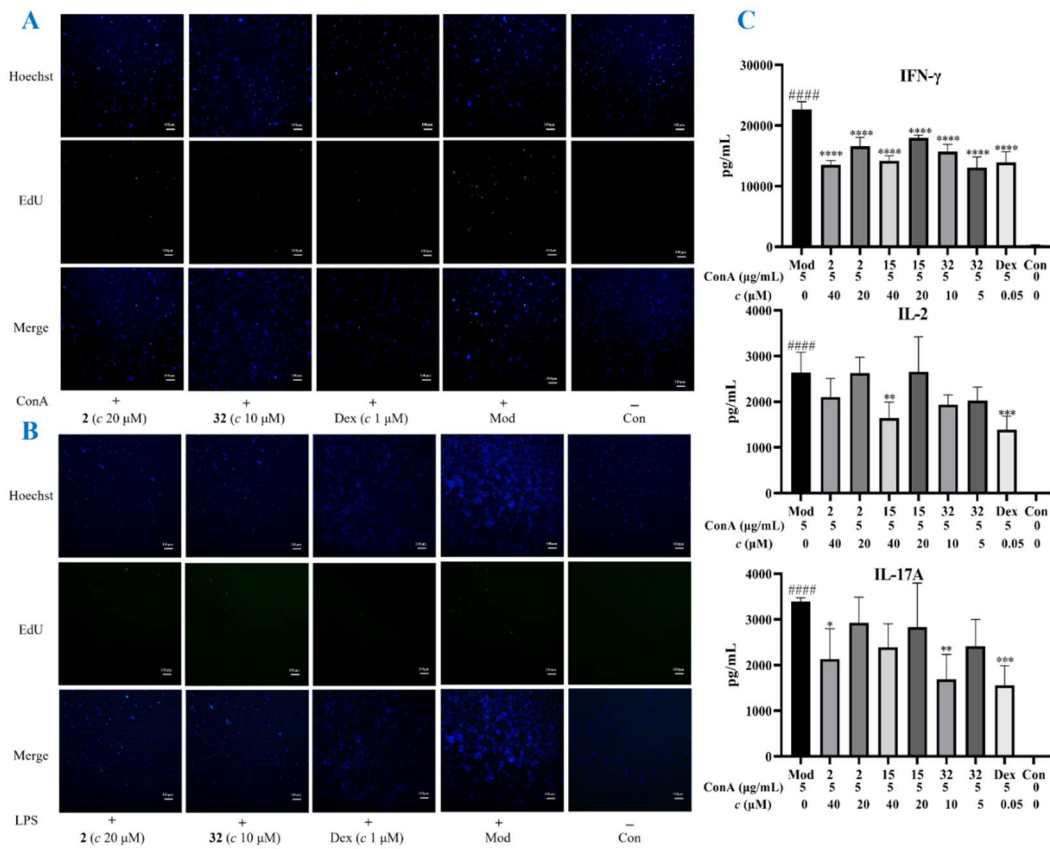 A
Hoechst
EdU
Merge
ConA + + + + −
2 (c 20 μM) 32 (c 10 μM) Dex (c 1 μM) Mod Con
B
Hoechst
EdU
Merge
LPS + + + + −
2 (c 20 μM) 32 (c 10 μM) Dex (c 1 μM) Mod Con
C
IFN-γ
30000
20000
10000
0
pg/mL
#### **** **** **** **** **** **** ****
Mod 2 2 15 15 32 32 Dex Con
ConA (μg/mL) 5 5 5 5 5 5 5 5 0
c (μM) 0 40 20 40 20 10 5 0.05 0
IL-2
4000
3000
2000
1000
0
pg/mL
#### ** ***
Mod 2 2 15 15 32 32 Dex Con
ConA (μg/mL) 5 5 5 5 5 5 5 5 0
c (μM) 0 40 20 40 20 10 5 0.05 0
IL-17A
4000
3000
2000
1000
0
pg/mL
#### * ** ***
Mod 2 2 15 15 32 32 Dex Con
ConA (μg/mL) 5 5 5 5 5 5 5 5 0
c (μM) 0 40 20 40 20 10 5 0.05 0